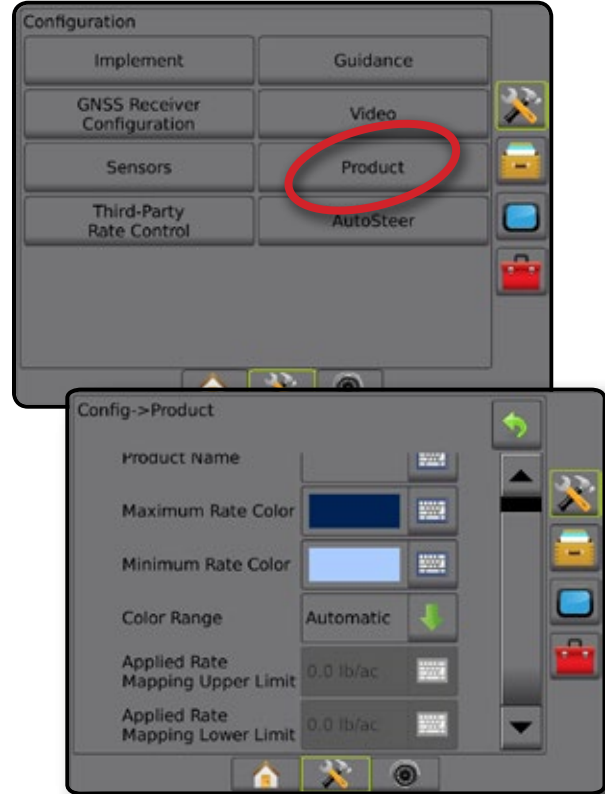 Configuration
Implement
Guidance
GNSS Receiver
Configuration
Video
Sensors
Product
Third-Party
Rate Control
AutoSteer
Config->Product
Product Name
Maximum Rate Color
Minimum Rate Color
Color Range
Automatic
Applied Rate
Mapping Upper Limit
0.0 lb/ac
Applied Rate
Mapping Lower Limit
0.0 lb/ac